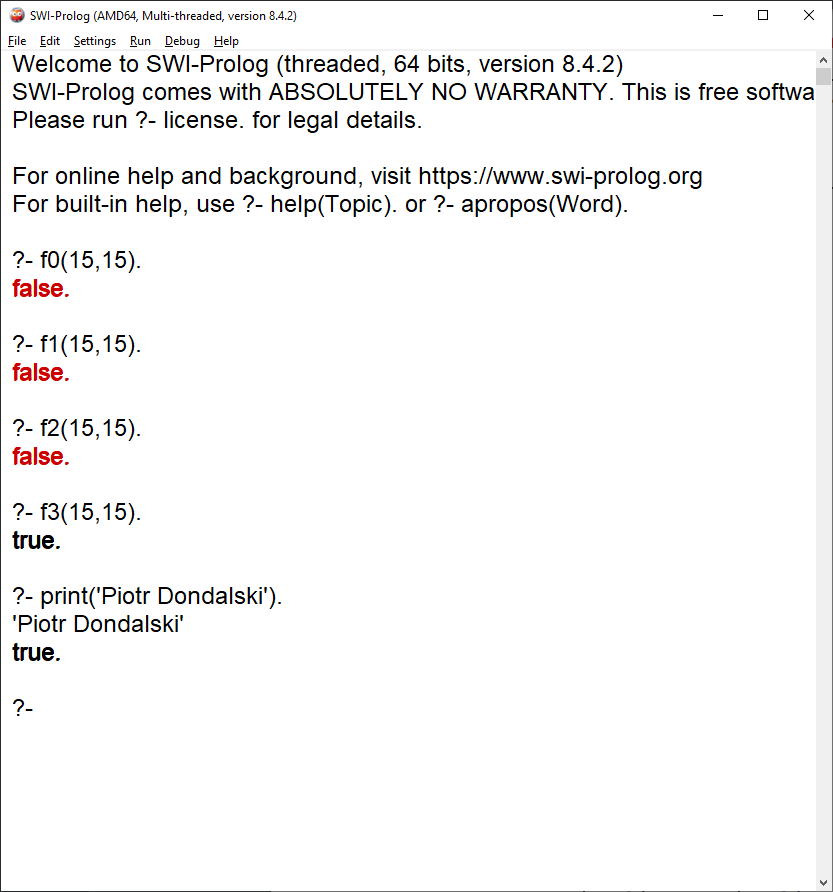 SWI-Prolog (AMD64, Multi-threaded, version 8.4.2)
File Edit Settings Run Debug Help
Welcome to SWI-Prolog (threaded, 64 bits, version 8.4.2)
SWI-Prolog comes with ABSOLUTELY NO WARRANTY. This is free softwa
Please run ?- license. for legal details.
For online help and background, visit https://www.swi-prolog.org
For built-in help, use ?- help(Topic). or ?- apropos(Word).
?- f0(15,15).
false.
?- f1(15,15).
false.
?- f2(15,15).
false.
?- f3(15,15).
true.
?- print('Piotr Dondalski').
'Piotr Dondalski'
true.
?-